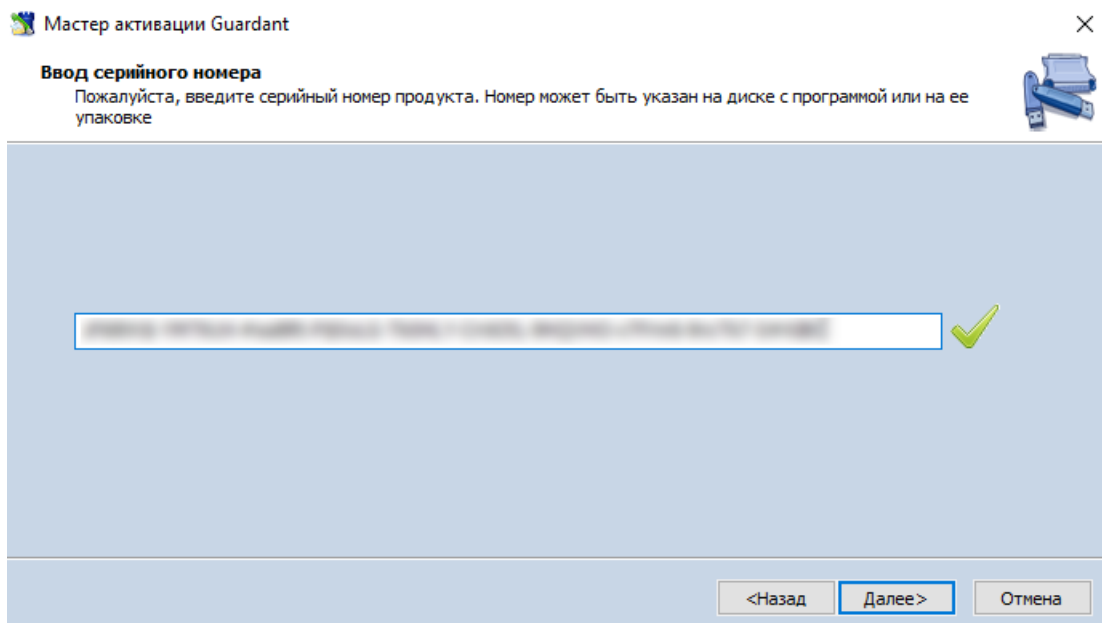 Мастер активации Guardant
Ввод серийного номера
Пожалуйста, введите серийный номер продукта. Номер может быть указан на диске с программой или на ее
упаковке
<Назад
Далее>
Отмена